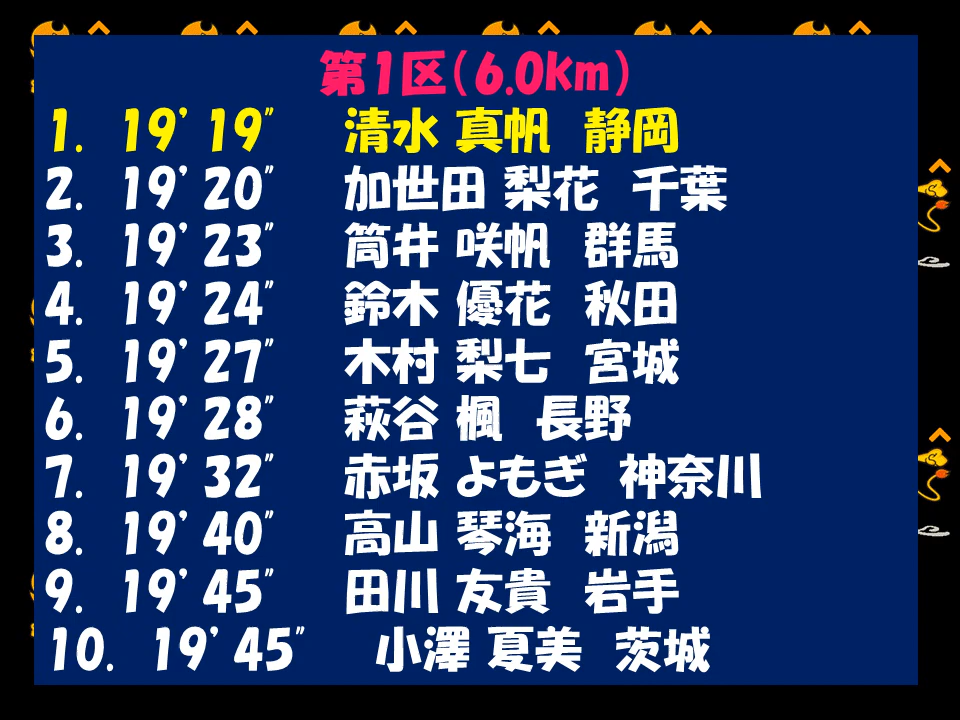 第1区(6.0km)
1. 19’19” 清水 真帆 静岡
2. 19’20” 加世田 梨花 千葉
3. 19’23” 筒井 咲帆 群馬
4. 19’24” 鈴木 優花 秋田
5. 19’27” 木村 梨七 宮城
6. 19’28” 萩谷 楓 長野
7. 19’32” 赤坂 よもぎ 神奈川
8. 19’40” 高山 琴海 新潟
9. 19’45” 田川 友貴 岩手
10. 19’45” 小澤 夏美 茨城